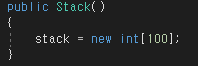 public Stack()
{
    stack = new int[100];
}